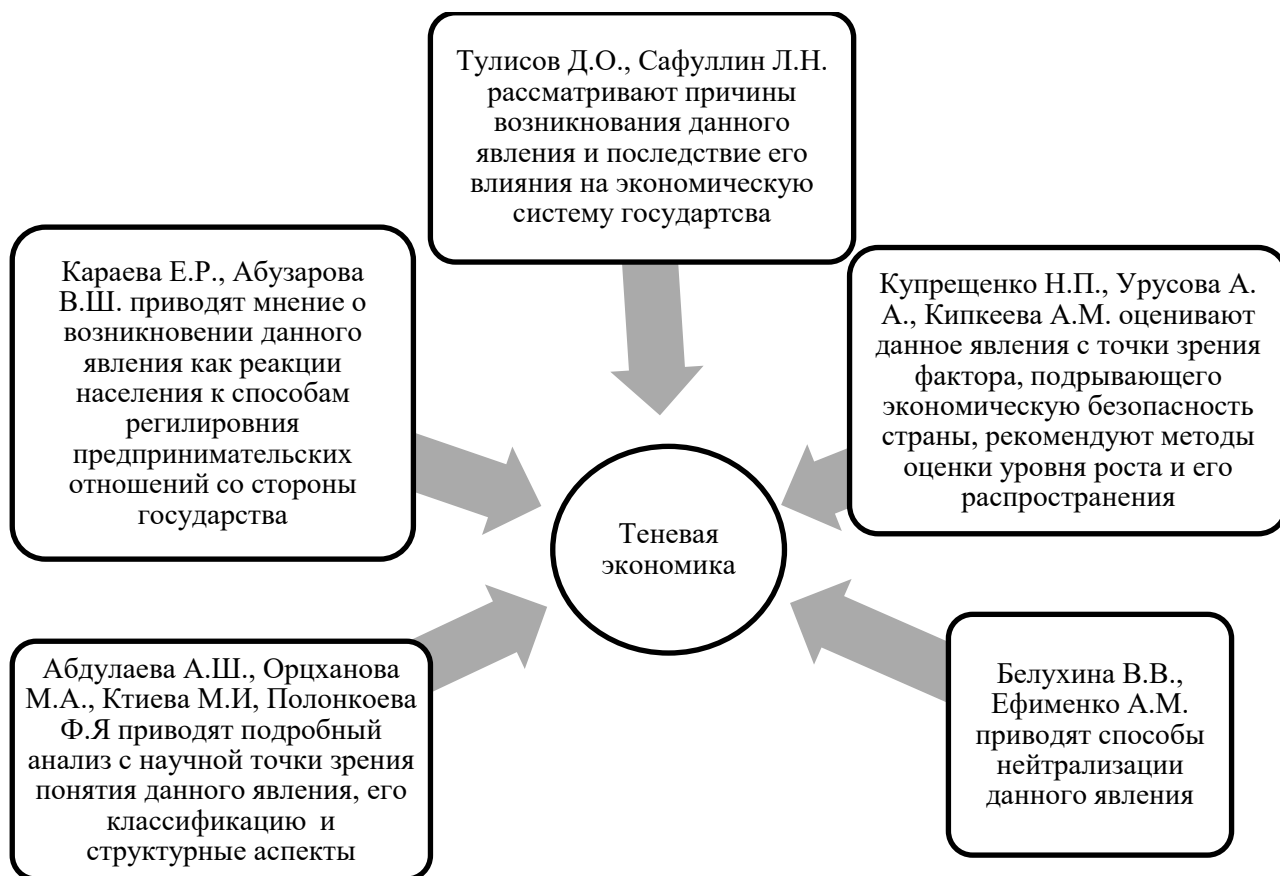 Тулисов Д.О., Сафуллин Л.Н.
рассматривают причины
возникнования данного
явления и последствие его
влияния на экономическую
систему государтсва
Караева Е.Р., Абузарова
В.Ш. приводят мнение о
возникновении данного
явления как реакции
населения к способам
регилировния
предпринимательских
отношений со стороны
государства
Купрещенко Н.П., Урусова А.
А., Кипкеева А.М. оценивают
данное явления с точки зрения
фактора, подрывающего
экономическую безопасность
страны, рекомендуют методы
оценки уровня роста и его
распространения
Теневая
экономика
Абдулаева А.Ш., Орцханова
М.А., Ктиева М.И, Полонкоева
Ф.Я приводят подробный
анализ с научной точки зрения
понятия данного явления, его
классификацию и
структурные аспекты
Белухина В.В.,
Ефименко А.М.
приводят способы
нейтрализации
данного явления